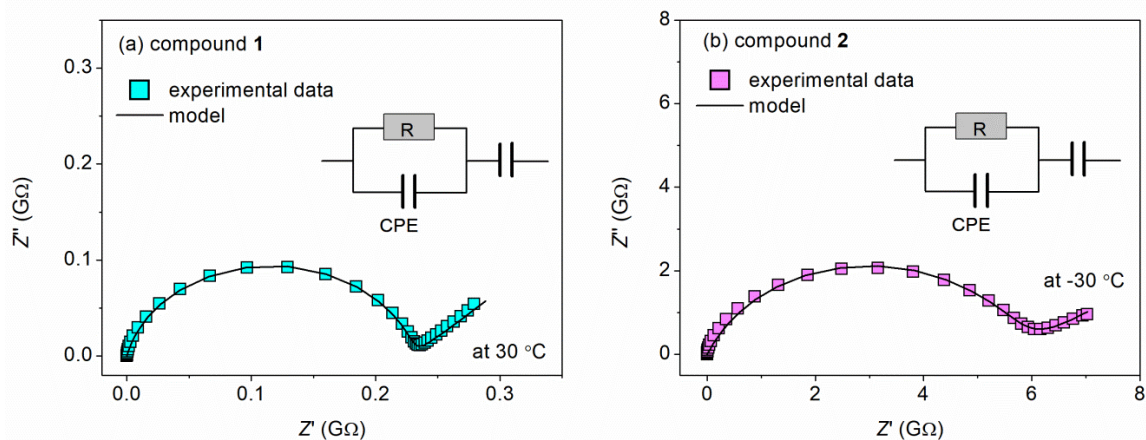 (a) compound 1
experimental data
model
R
CPE
at 30 °C
0.3
0.2
0.1
0.0
Z'' (GΩ)
0.0 0.1 0.2 0.3
Z' (GΩ)
(b) compound 2
experimental data
model
R
CPE
at -30 °C
8
6
4
2
0
Z'' (GΩ)
0 2 4 6 8
Z' (GΩ)